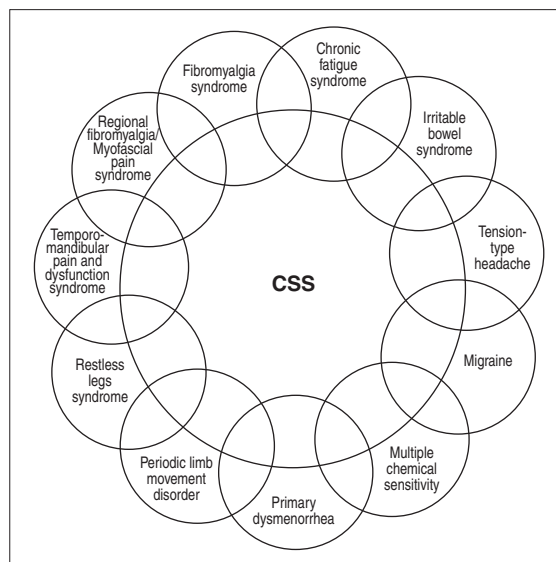 Chronic
fatigue
syndrome
Irritable
bowel
syndrome
Tension-
type
headache
Migraine
Multiple
chemical
sensitivity
Primary
dysmenorrhea
Periodic limb
movement
disorder
Restless
legs
syndrome
Temporo-
mandibular
pain and
dysfunction
syndrome
Regional
fibromyalgia/
Myofascial
pain
syndrome
Fibromyalgia
syndrome
CSS